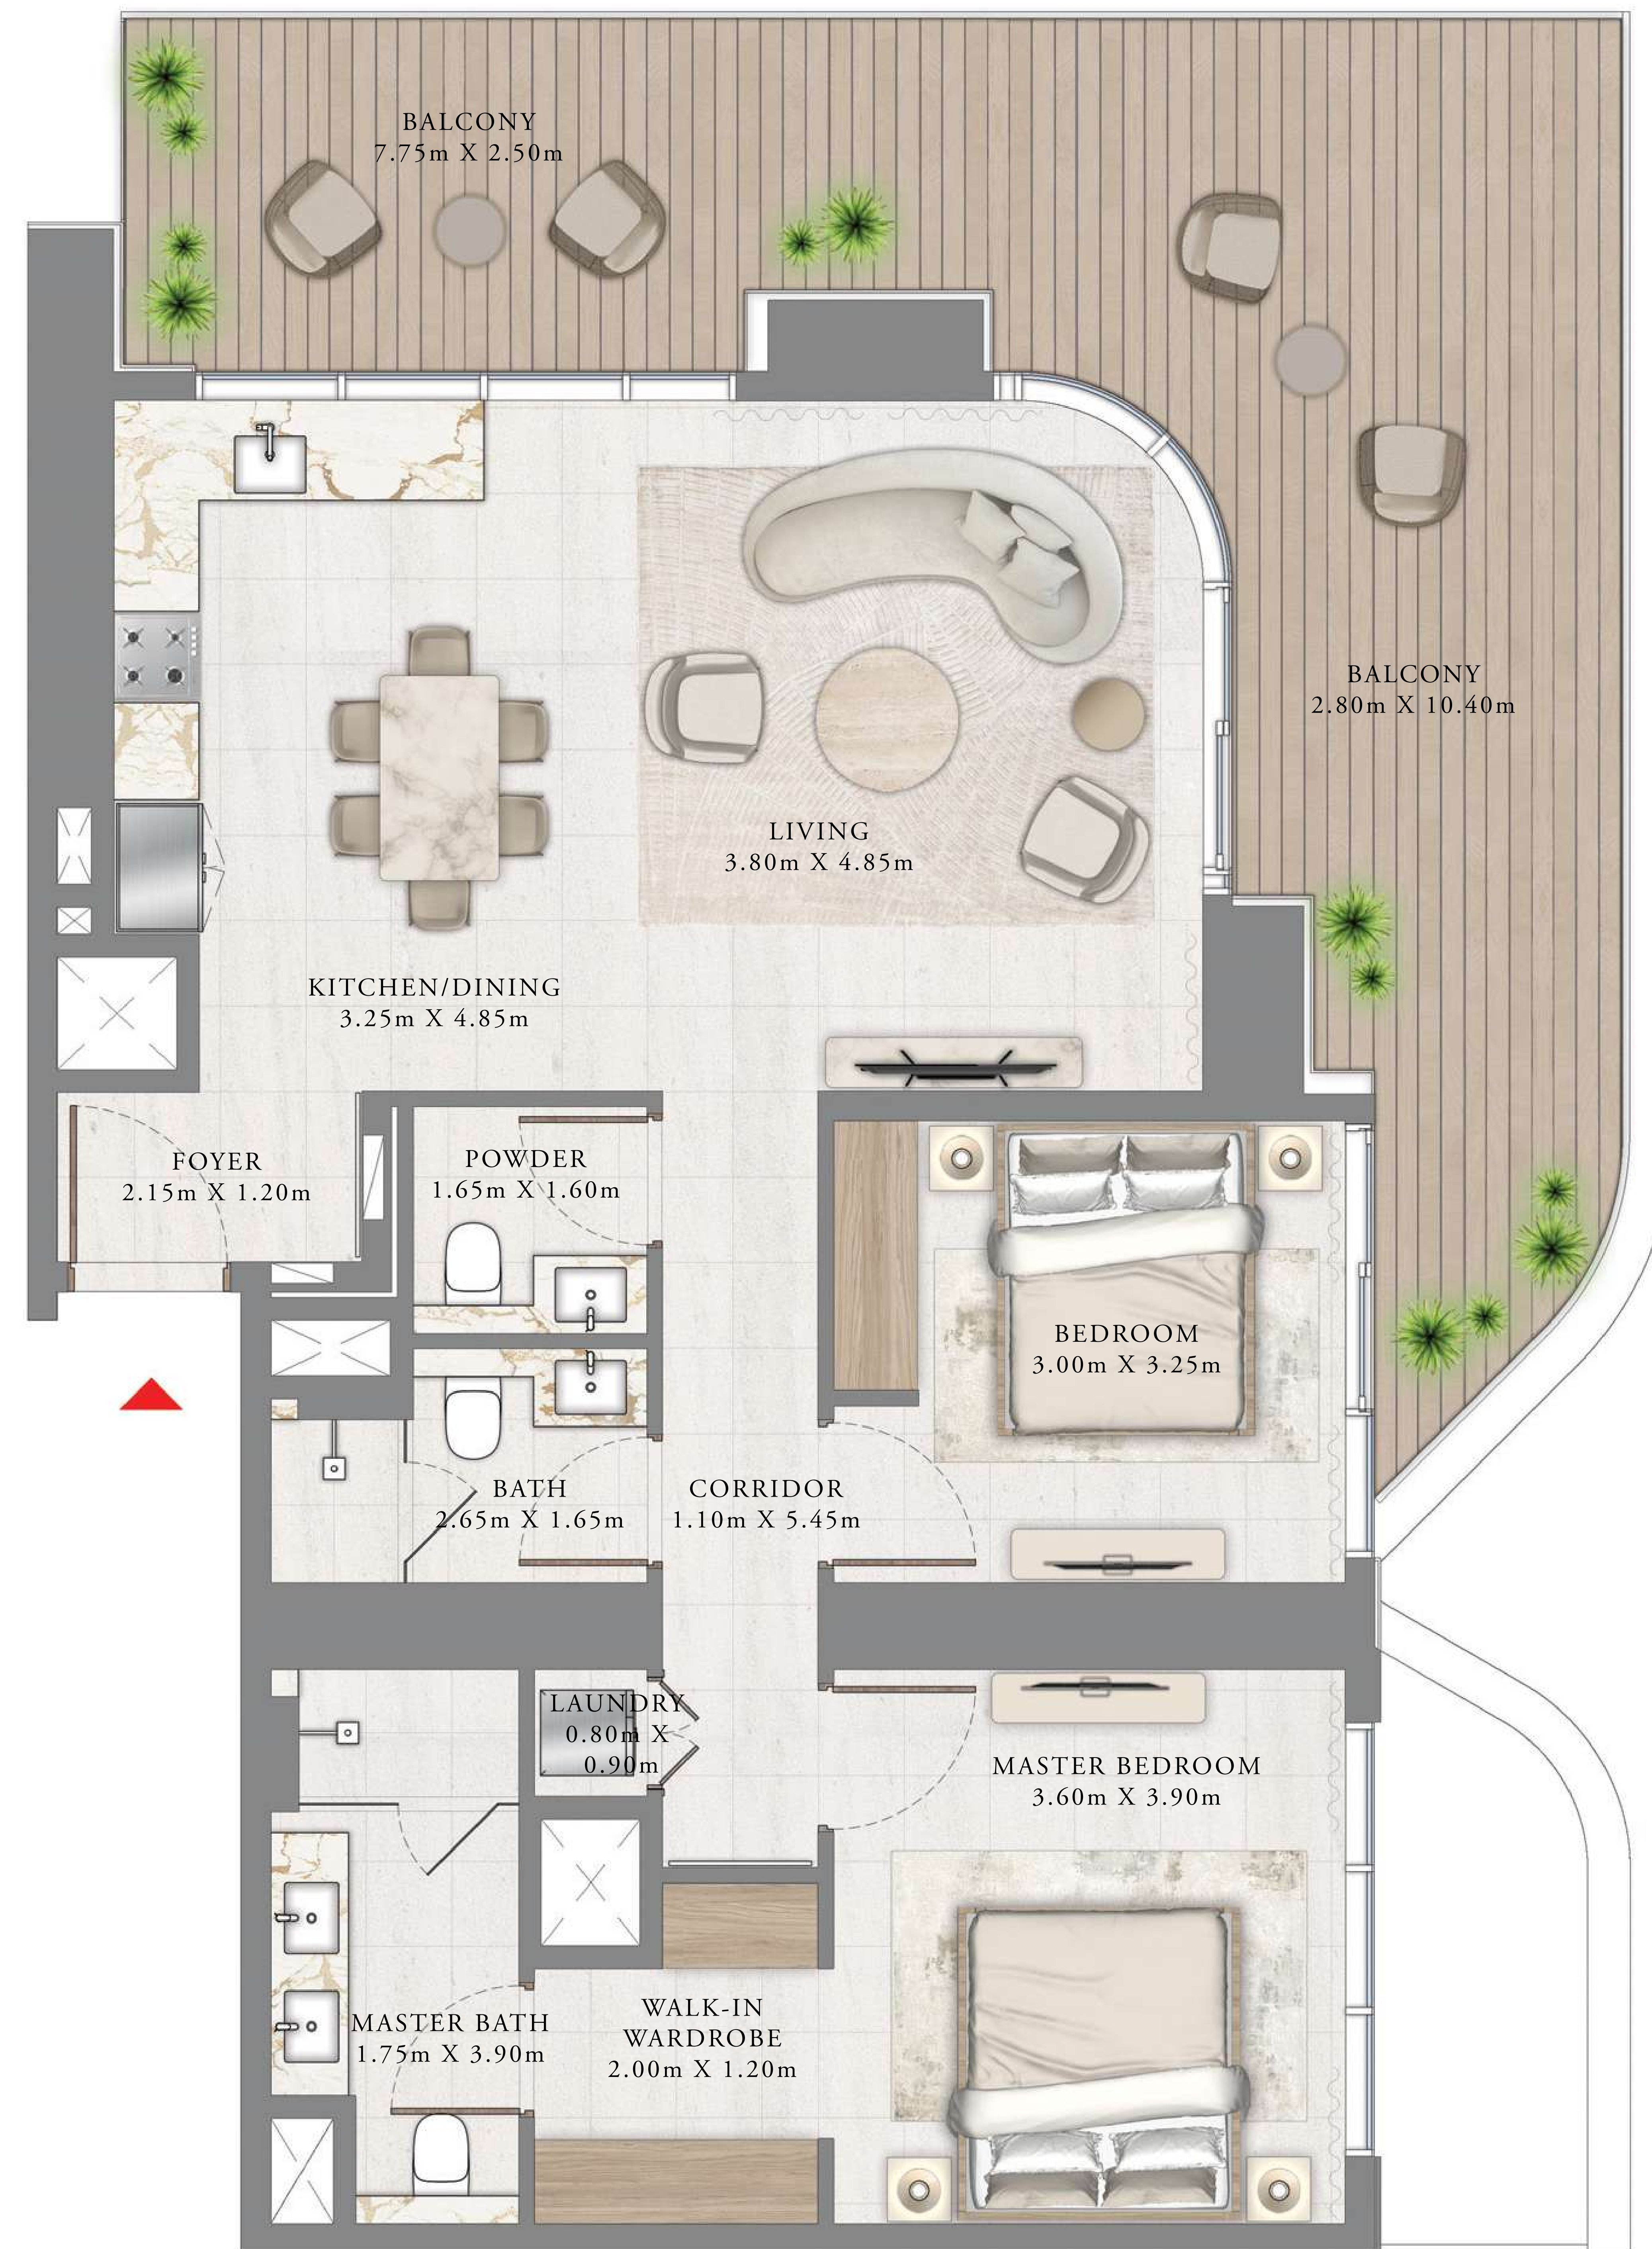 BALCONY
7.75m X 2.50m
BALCONY
2.80m X 10.40m
LIVING
3.80m X 4.85m
KITCHEN/DINING
3.25m X 4.85m
FOYER
2.15m X 1.20m
POWDER
1.65m X 1.60m
BEDROOM
3.00m X 3.25m
BATH
2.65m X 1.65m
CORRIDOR
1.10m X 5.45m
LAUNDRY
0.80m X
0.90m
MASTER BEDROOM
3.60m X 3.90m
MASTER BATH
1.75m X 3.90m
WALK-IN
WARDROBE
2.00m X 1.20m